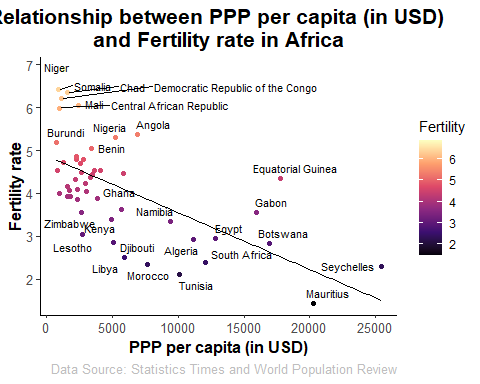 Relationship between PPP per capita (in USD)
and Fertility rate in Africa
Fertility rate
7
6
5
4
3
2
Niger
Somalia
Chad
Democratic Republic of the Congo
Mali
Central African Republic
Burundi
Nigeria
Angola
Benin
Equatorial Guinea
Ghana
Gabon
Namibia
Zimbabwe
Kenya
Egypt
Botswana
Lesotho
Djibouti
Algeria
South Africa
Libya
Morocco
Tunisia
Seychelles
Mauritius
0
5000
10000
15000
20000
25000
PPP per capita (in USD)
Fertility
6
5
4
3
2
Data Source: Statistics Times and World Population Review